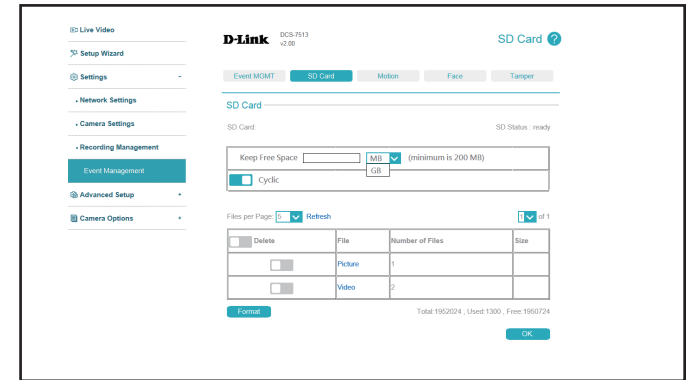 Live Video
Setup Wizard
Settings -
Network Settings
Camera Settings
Recording Management
Event Management
Advanced Setup
Camera Options
D-Link DCS-7513
v2.00
SD Card ?
Event MGMT SD Card Motion Face Tamper
SD Card
SD Card: SD Status : ready
Keep Free Space MB (minimum is 200 MB)
GB
Cyclic
Files per Page: 5 Refresh 1 of 1
Delete File Number of Files Size
Picture 1
Video 2
Format Total:1952024 , Used:1300 , Free:1950724
OK